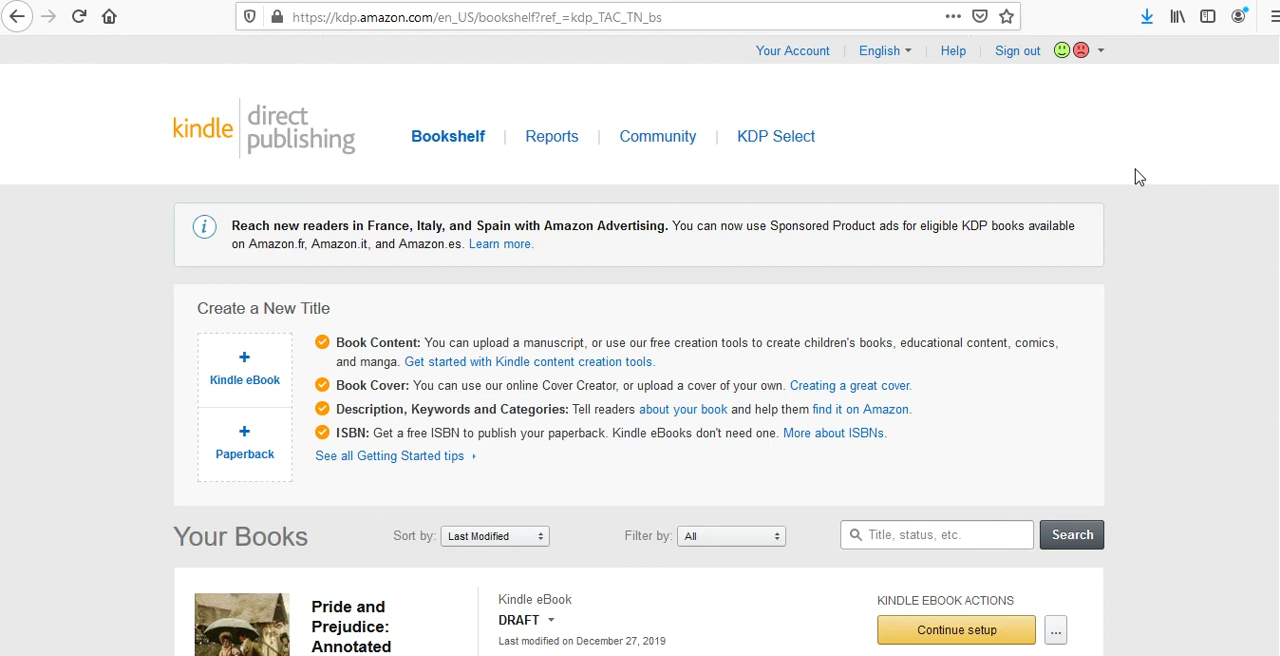 https://kdp.amazon.com/en_US/bookshelf?ref_=kdp_TAC_TN_bs
Your Account
English
Help
Sign out
kindle direct publishing
Bookshelf
Reports
Community
KDP Select
Reach new readers in France, Italy, and Spain with Amazon Advertising. You can now use Sponsored Product ads for eligible KDP books available
on Amazon.fr, Amazon.it, and Amazon.es. Learn more.
Create a New Title
+
Kindle eBook
+
Paperback
Book Content: You can upload a manuscript, or use our free creation tools to create children's books, educational content, comics,
and manga. Get started with Kindle content creation tools.
Book Cover: You can use our online Cover Creator, or upload a cover of your own. Creating a great cover.
Description, Keywords and Categories: Tell readers about your book and help them find it on Amazon.
ISBN: Get a free ISBN to publish your paperback. Kindle eBooks don't need one. More about ISBNs.
See all Getting Started tips
Your Books
Sort by: Last Modified
Filter by: All
Title, status, etc.
Search
Pride and
Prejudice:
Annotated
Kindle eBook
DRAFT
Last modified on December 27, 2019
KINDLE EBOOK ACTIONS
Continue setup
...